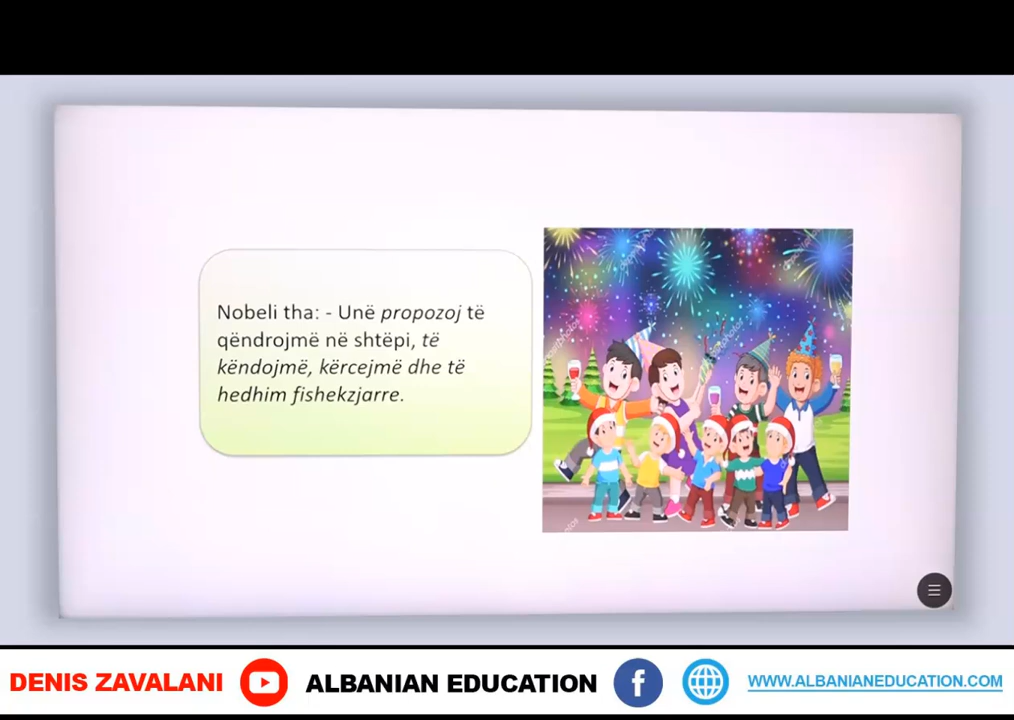 Nobeli tha: - Unë propozoj të
qëndrojmë në shtëpi, të
këndojmë, kërcejmë dhe të
hedhim fishekzjarre.
DENIS ZAVALANI
ALBANIAN EDUCATION
WWW.ALBANIANEDUCATION.COM